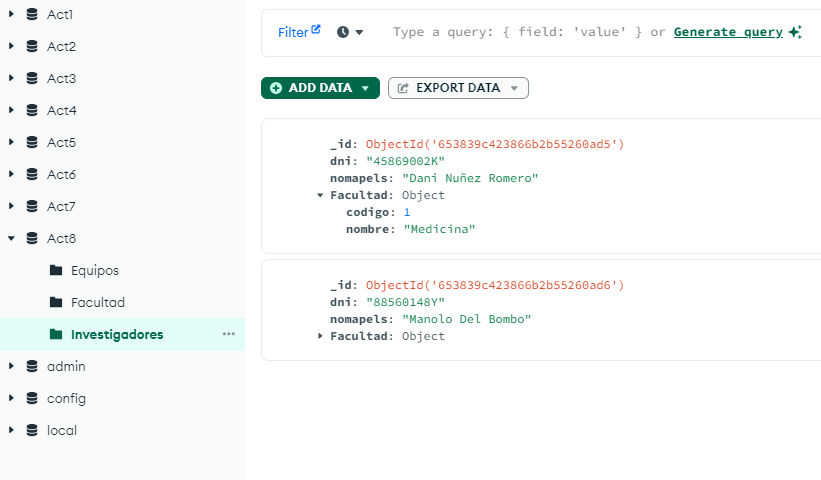 Act1
Act2
Act3
Act4
Act5
Act6
Act7
Act8
Equipos
Facultad
Investigadores
admin
config
local
Filter
Type a query: { field: 'value' } or Generate query
ADD DATA
EXPORT DATA
_id: ObjectId('653839c423866b2b55260ad5')
dni: "45869002K"
nomapels: "Dani Nuñez Romero"
Facultad: Object
codigo: 1
nombre: "Medicina"
_id: ObjectId('653839c423866b2b55260ad6')
dni: "88560148Y"
nomapels: "Manolo Del Bombo"
Facultad: Object